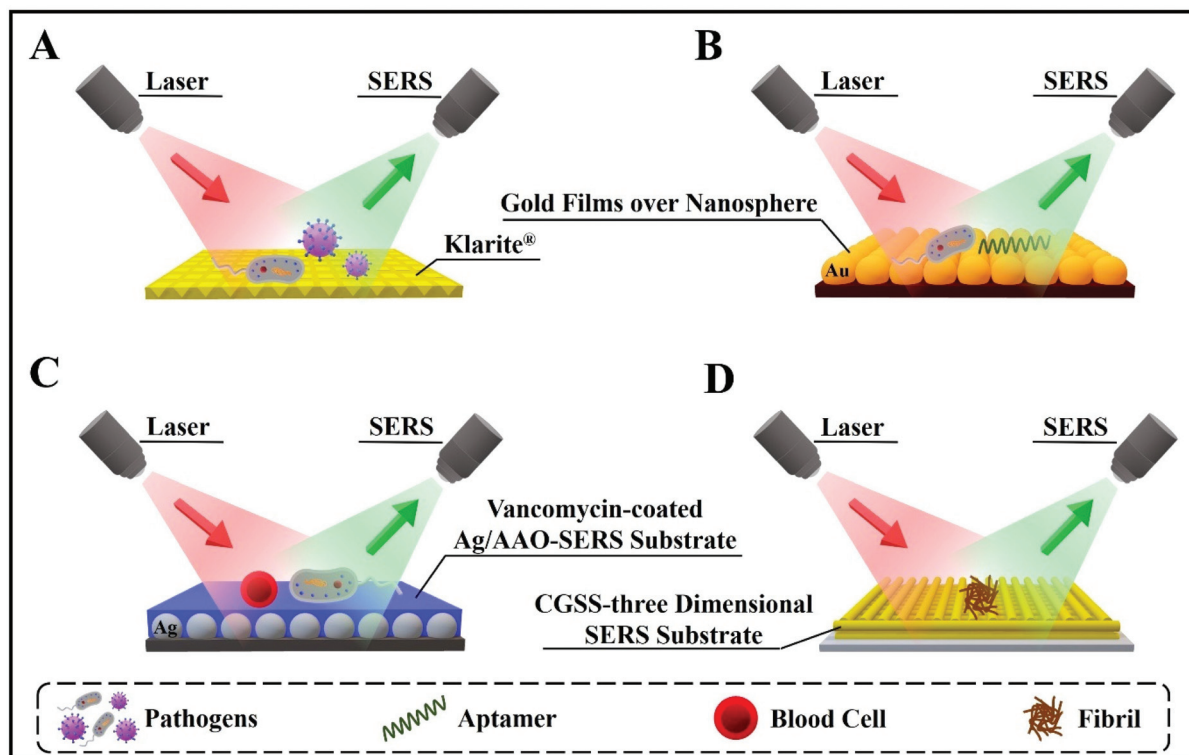 A
Laser
SERS
Klarite®
B
Laser
SERS
Gold Films over Nanosphere
Au
C
Laser
SERS
Vancomycin-coated
Ag/AAO-SERS Substrate
Ag
D
Laser
SERS
CGSS-three Dimensional
SERS Substrate
Pathogens
Aptamer
Blood Cell
Fibril